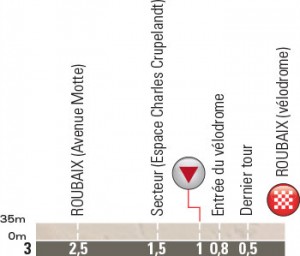 ROUBAIX (Avenue Motte)
Secteur (Espace Charles Crupelandt)
Entrée du vélodrome
Dernier tour
ROUBAIX (vélodrome)
35m
0m
3 2,5 1,5 1 0,8 0,5